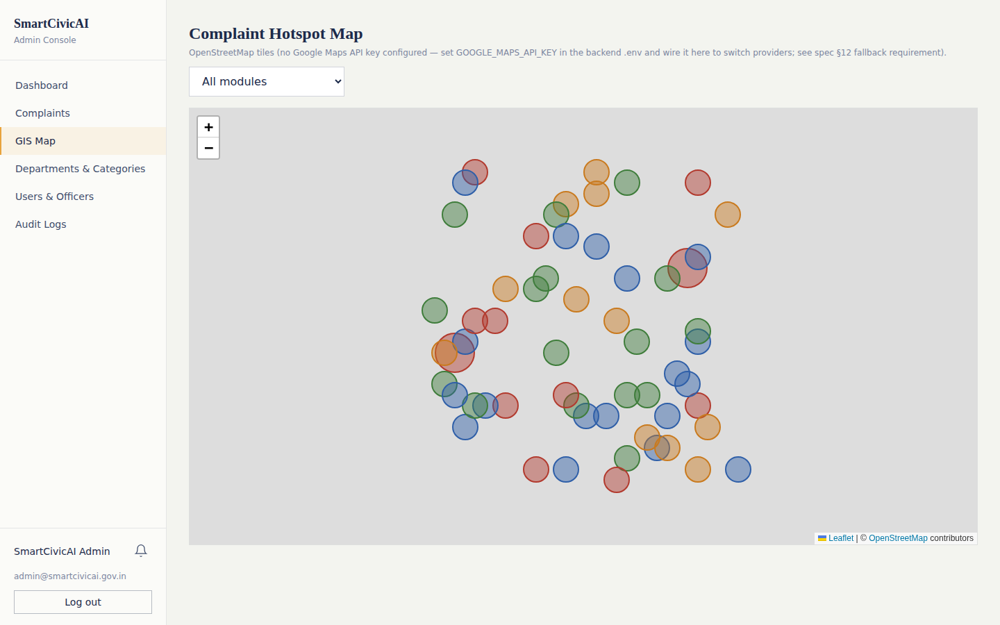 SmartCivicAI
Admin Console
Dashboard
Complaints
GIS Map
Departments & Categories
Users & Officers
Audit Logs
SmartCivicAI Admin
admin@smartcivicai.gov.in
Log out
Complaint Hotspot Map
OpenStreetMap tiles (no Google Maps API key configured — set GOOGLE_MAPS_API_KEY in the backend .env and wire it here to switch providers; see spec §12 fallback requirement).
All modules
+
−
Leaflet | © OpenStreetMap contributors